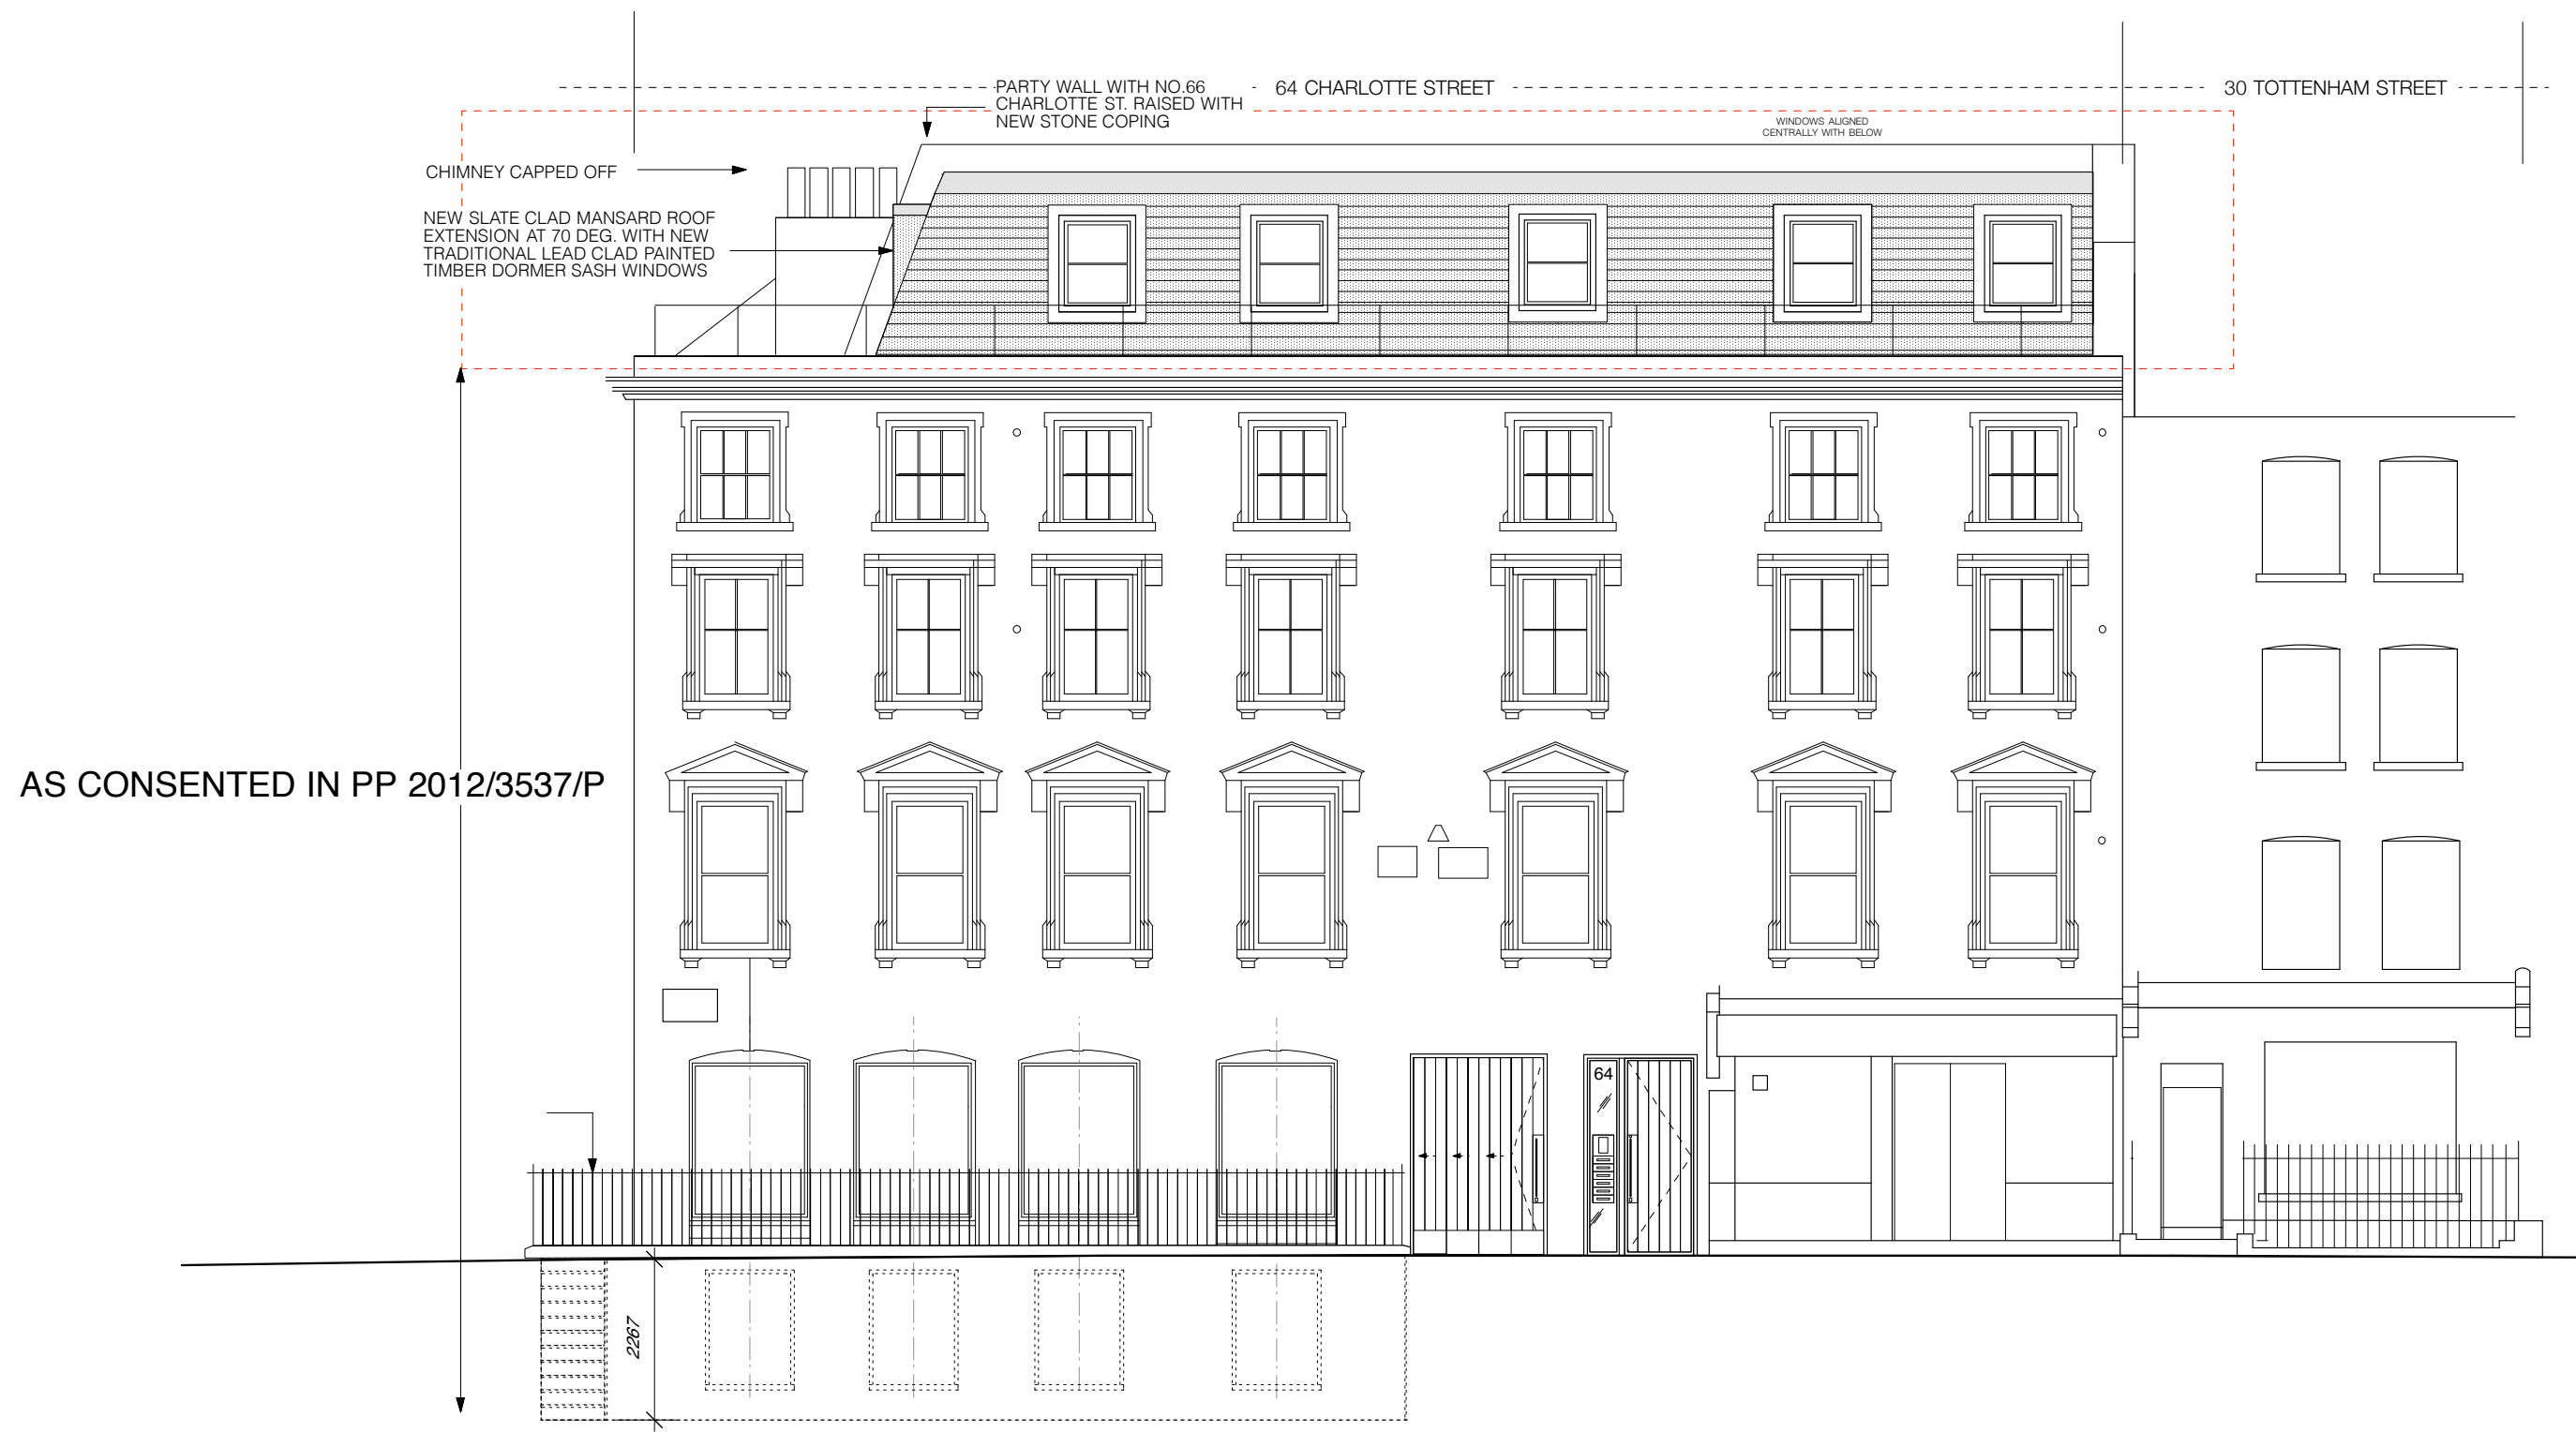 PARTY WALL WITH NO.66
CHARLOTTE ST. RAISED WITH
NEW STONE COPING
64 CHARLOTTE STREET
30 TOTTENHAM STREET
WINDOWS ALIGNED
CENTRALLY WITH BELOW
CHIMNEY CAPPED OFF
NEW SLATE CLAD MANSARD ROOF
EXTENSION AT 70 DEG. WITH NEW
TRADITIONAL LEAD CLAD PAINTED
TIMBER DORMER SASH WINDOWS
AS CONSENTED IN PP 2012/3537/P
64
2267